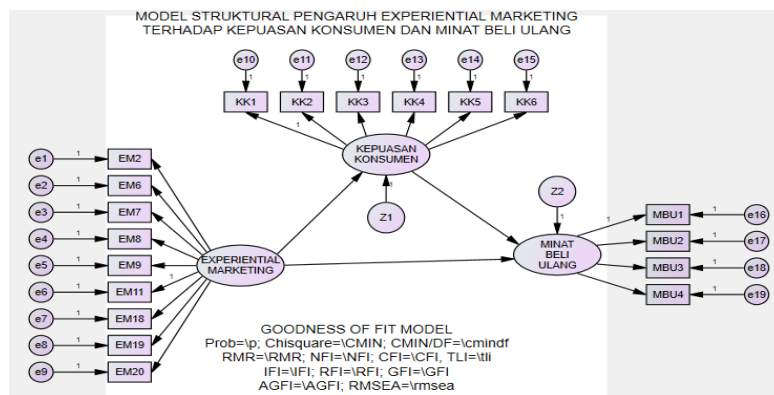 MODEL STRUKTURAL PENGARUH EXPERIENTIAL MARKETING
TERHADAP KEPUASAN KONSUMEN DAN MINAT BELI ULANG
e10
e11
e12
e13
e14
e15
1
1
1
1
1
1
KK1
KK2
KK3
KK4
KK5
KK6
1
KEPUASAN
KONSUMEN
1
Z1
e1
1
EM2
e2
1
EM6
e3
1
EM7
e4
1
EM8
e5
1
EM9
e6
1
EM11
1
e7
1
EM18
e8
1
EM19
e9
1
EM20
EXPERIENTIAL
MARKETING
Z2
1
MINAT
BELI
ULANG
1
MBU1
1
e16
MBU2
1
e17
MBU3
1
e18
MBU4
1
e19
GOODNESS OF FIT MODEL
Prob=\p; Chisquare=\CMIN; CMIN/DF=\cmindf
RMR=\RMR; NFI=\NFI; CFI=\CFI, TLI=\tli
IFI=\IFI; RFI=\RFI; GFI=\GFI
AGFI=\AGFI; RMSEA=\rmsea